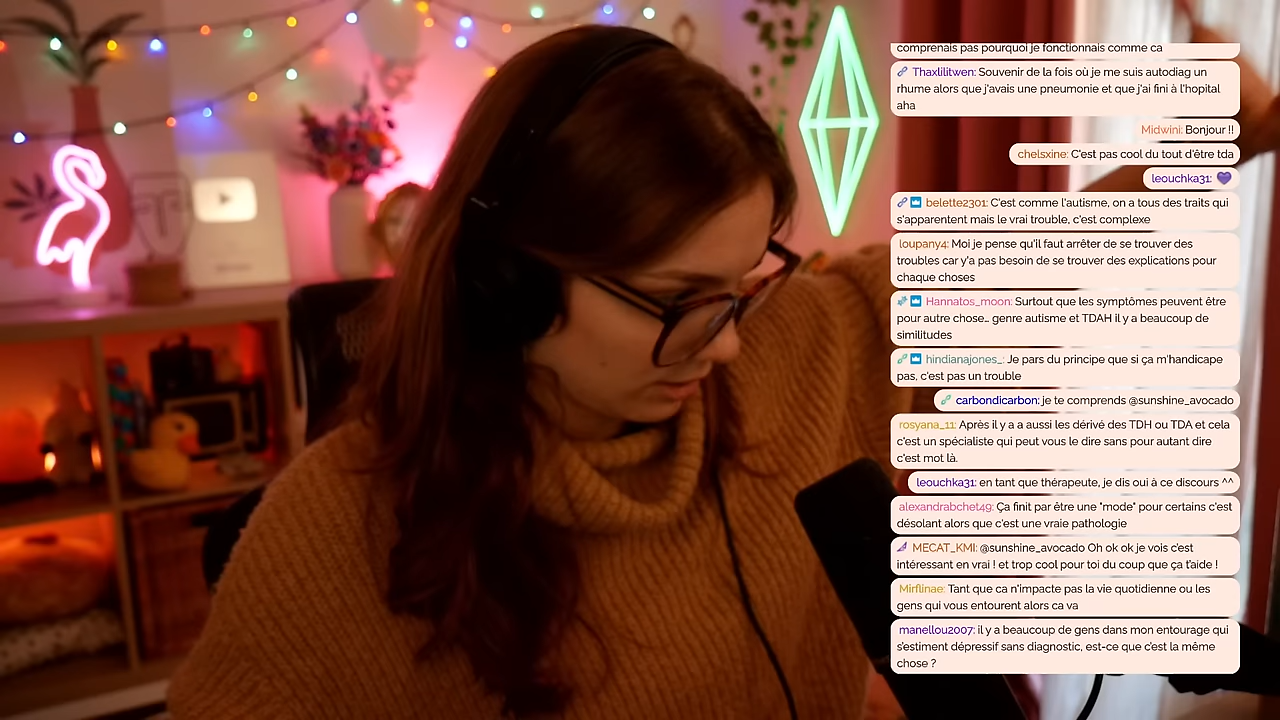 comprenais pas pourquoi je fonctionnais comme ca
Thaxlilitwen: Souvenir de la fois où je me suis autodiag un
rhume alors que j'avais une pneumonie et que j'ai fini à l'hopital
aha
Midwini: Bonjour !!
chelsxine: C'est pas cool du tout d'être tda
leouchka31: 💜
belette2301: C'est comme l'autisme, on a tous des traits qui
s'apparentent mais le vrai trouble, c'est complexe
loupany4: Moi je pense qu'il faut arrêter de se trouver des
troubles car y'a pas besoin de se trouver des explications pour
chaque choses
Hannatos_moon: Surtout que les symptômes peuvent être
pour autre chose... genre autisme et TDAH il y a beaucoup de
similitudes
hindianajones_: Je pars du principe que si ça m'handicape
pas, c'est pas un trouble
carbondicarbon: je te comprends @sunshine_avocado
rosyana_11: Après il y a a aussi les dérivé des TDH ou TDA et cela
c'est un spécialiste qui peut vous le dire sans pour autant dire
c'est mot là.
leouchka31: en tant que thérapeute, je dis oui à ce discours ^^
alexandrabchet49: Ça finit par être une "mode" pour certains c'est
désolant alors que c'est une vraie pathologie
MECAT_KMI: @sunshine_avocado Oh ok ok je vois c'est
intéressant en vrai ! et trop cool pour toi du coup que ça t'aide !
Mirflinae: Tant que ca n'impacte pas la vie quotidienne ou les
gens qui vous entourent alors ca va
manellou2007: il y a beaucoup de gens dans mon entourage qui
s'estiment dépressif sans diagnostic, est-ce que c'est la même
chose ?